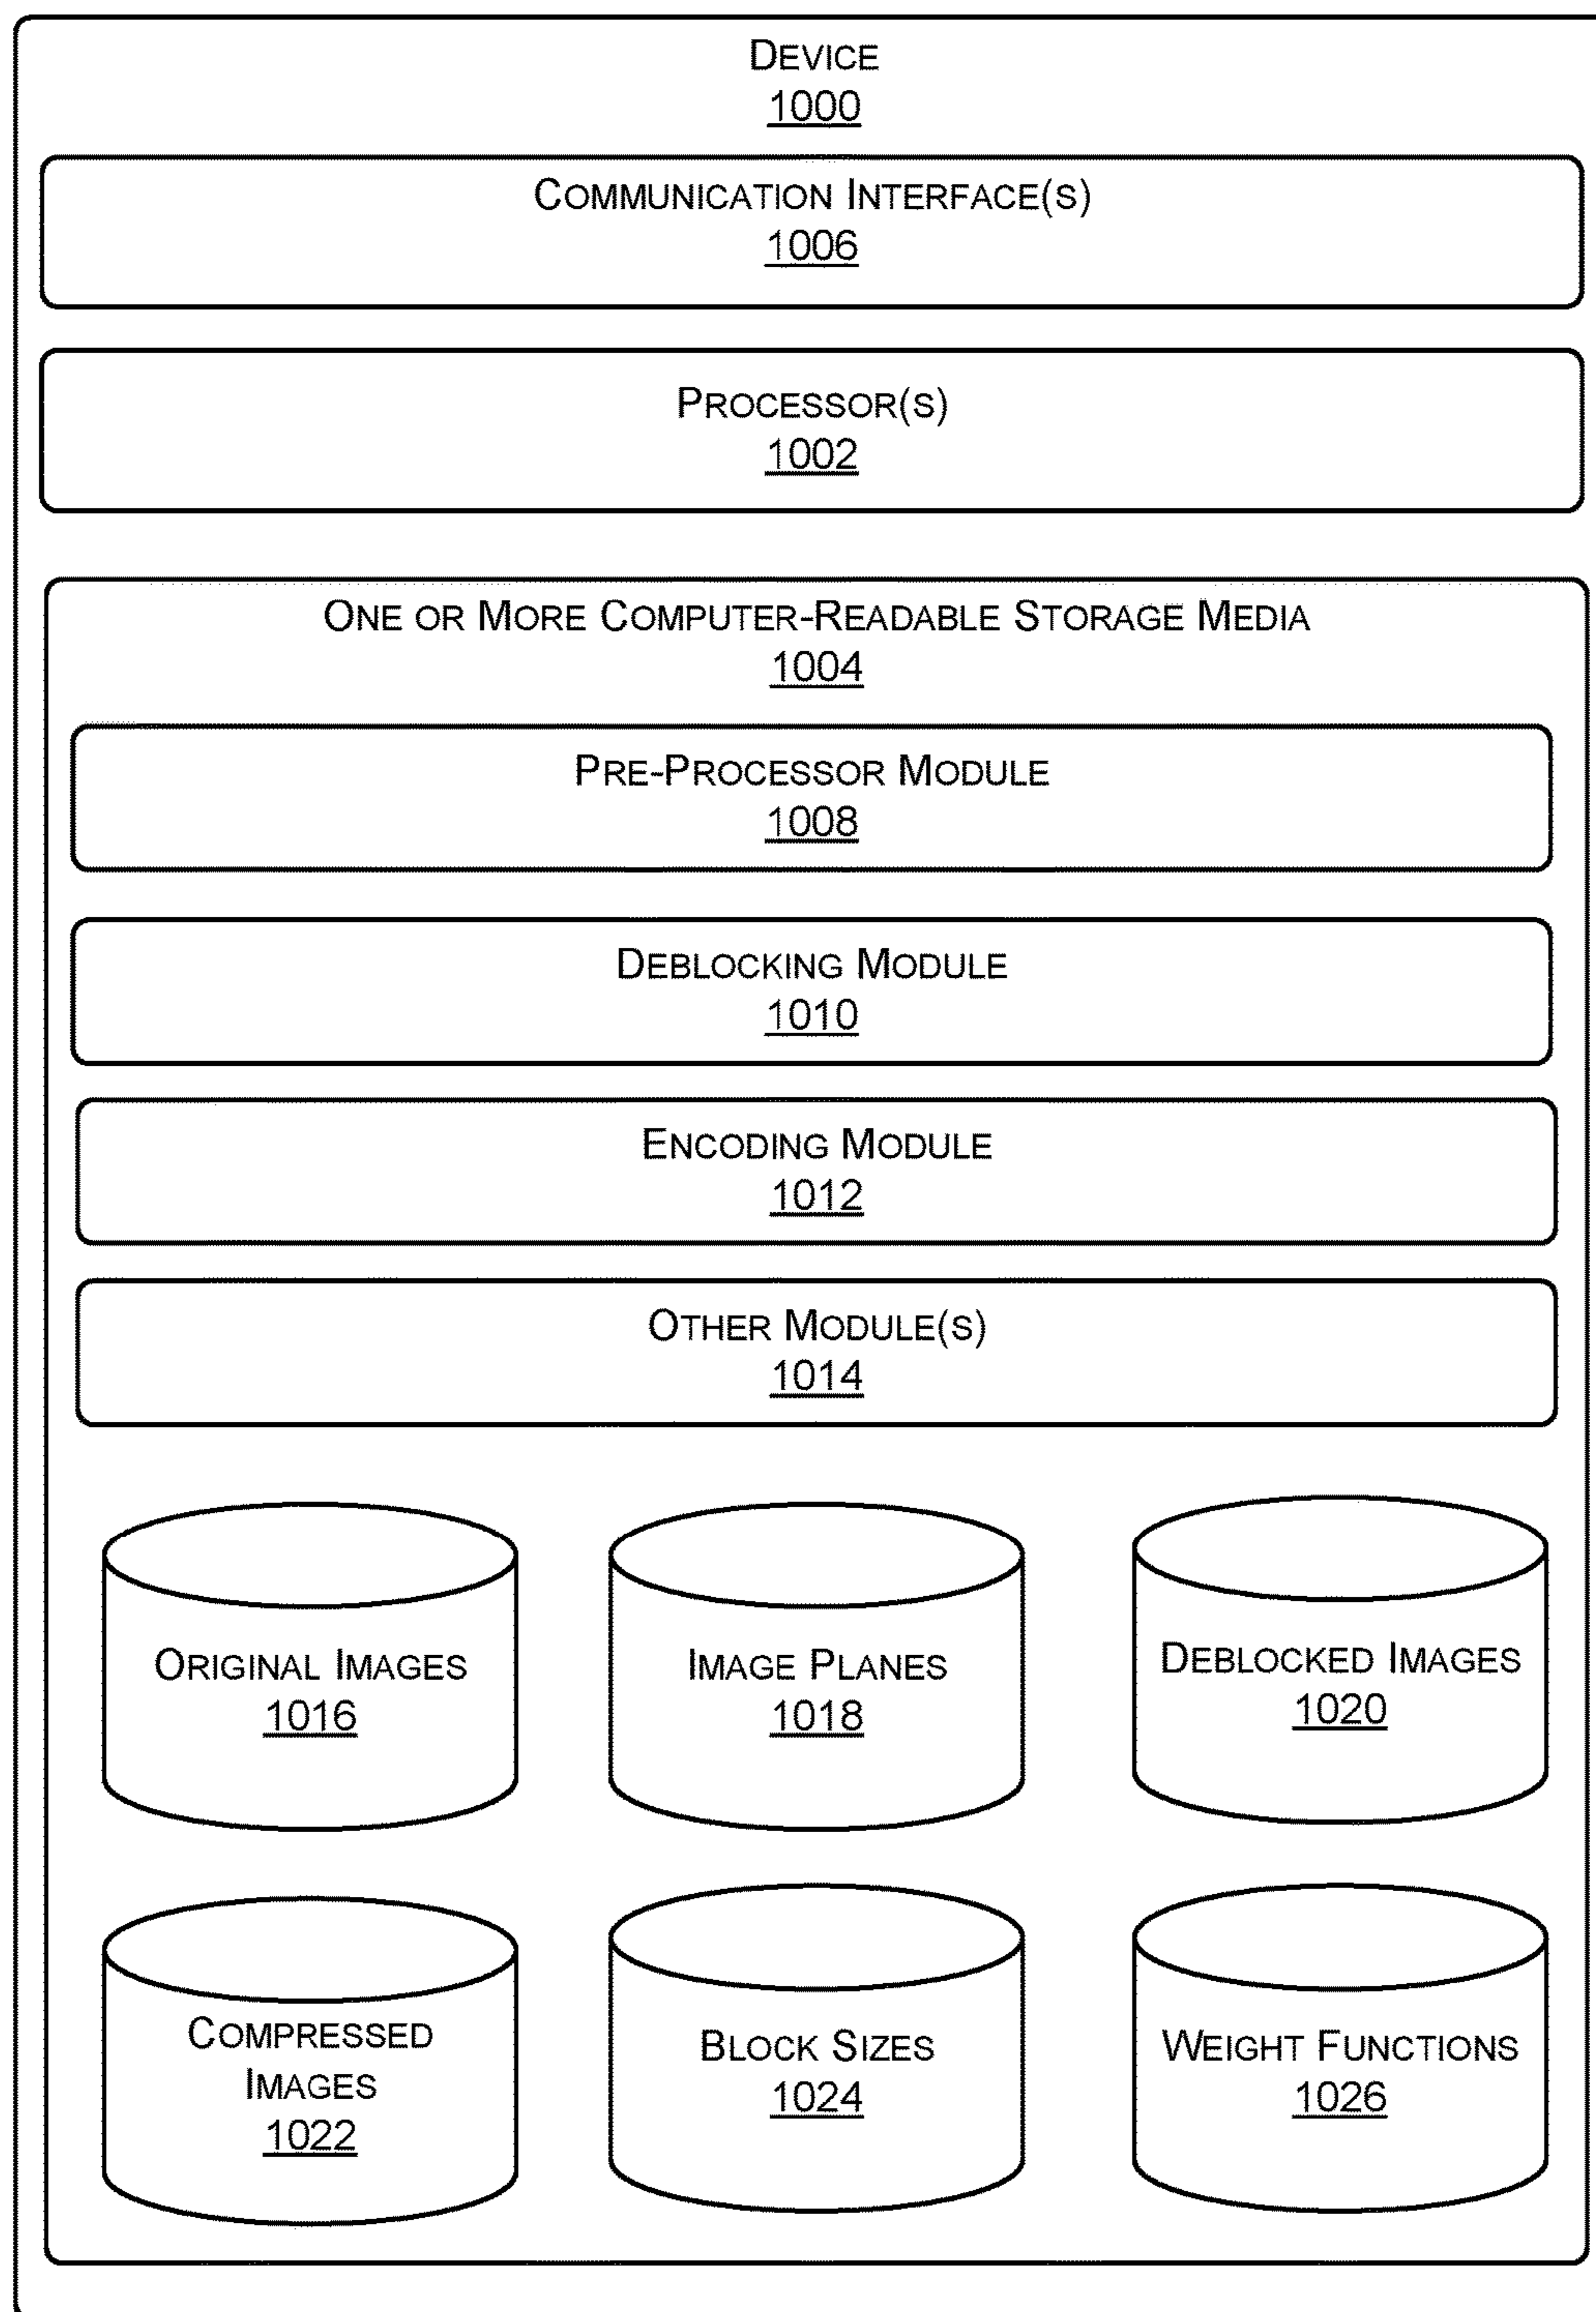 DEVICE
1000
COMMUNICATION INTERFACE(S)
1006
PROCESSOR(S)
1002
ONE OR MORE COMPUTER-READABLE STORAGE MEDIA
1004
PRE-PROCESSOR MODULE
1008
DEBLOCKING MODULE
1010
ENCODING MODULE
1012
OTHER MODULE(S)
1014
ORIGINAL IMAGES
1016
IMAGE PLANES
1018
DEBLOCKED IMAGES
1020
COMPRESSED
IMAGES
1022
BLOCK SIZES
1024
WEIGHT FUNCTIONS
1026